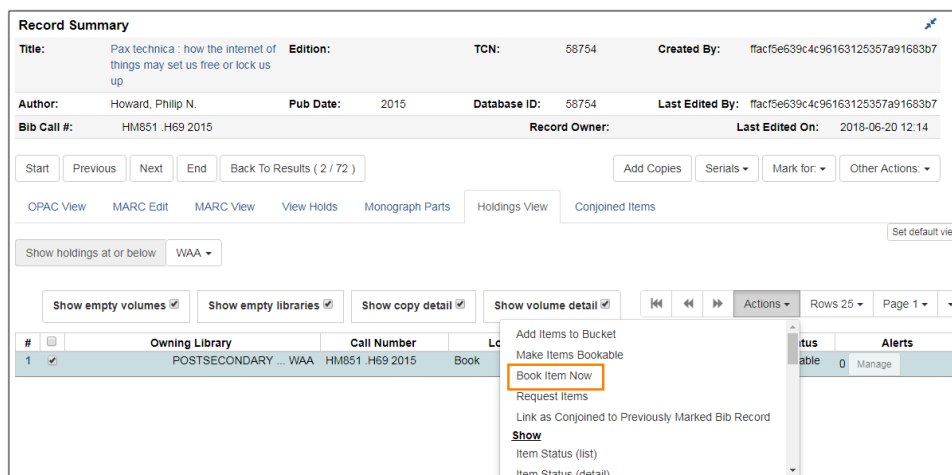 Record Summary
Title: Pax technica : how the internet of Edition: TCN: 58754 Created By: ffacf5e639c4c96163125357a91683b7
things may set us free or lock us
up
Author: Howard, Philip N. Pub Date: 2015 Database ID: 58754 Last Edited By: ffacf5e639c4c96163125357a91683b7
Bib Call #: HM851 .H69 2015 Record Owner: Last Edited On: 2018-06-20 12:14
Start Previous Next End Back To Results ( 2 / 72 ) Add Copies Serials Mark for: Other Actions:
OPAC View MARC Edit MARC View View Holds Monograph Parts Holdings View Conjoined Items
Set default vie
Show holdings at or below WAA
Show empty volumes Show empty libraries Show copy detail Show volume detail Actions Rows 25 Page 1
# Owning Library Call Number Lo atus Alerts
1 POSTSECONDARY ... WAA HM851 .H69 2015 Book able 0 Manage
Add Items to Bucket
Make Items Bookable
Book Item Now
Request Items
Link as Conjoined to Previously Marked Bib Record
Show
Item Status (list)
Item Status (detail)